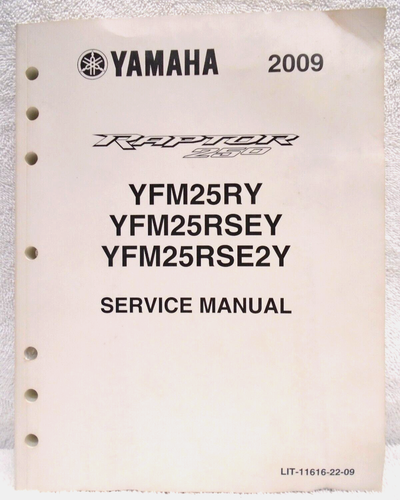 YAMAHA 2009
RAPTOR
250
YFM25RY
YFM25RSEY
YFM25RSE2Y
SERVICE MANUAL
LIT-11616-22-09